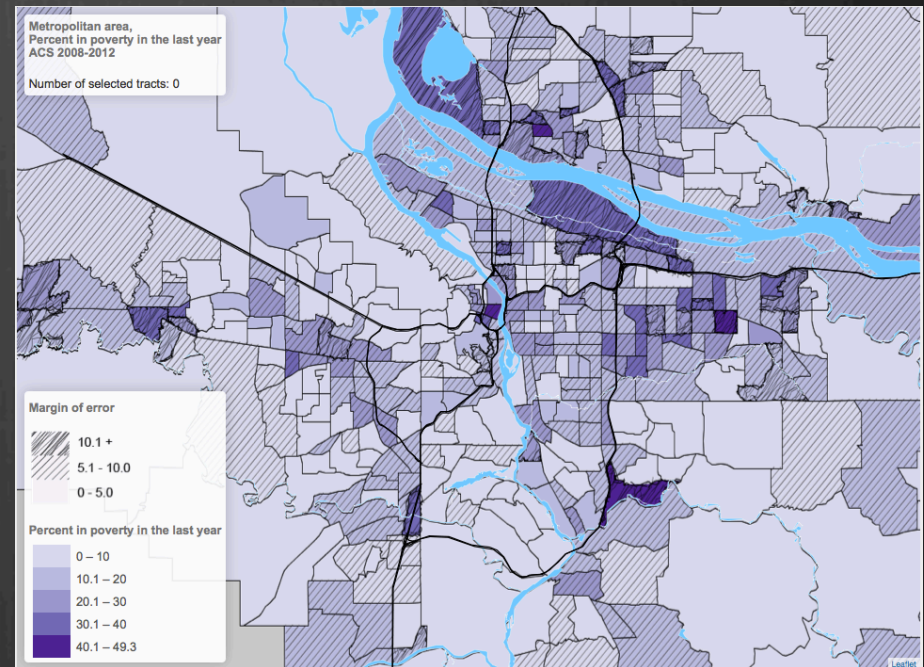 Metropolitan area,
Percent in poverty in the last year
ACS 2008-2012
Number of selected tracts: 0
Margin of error
10.1 +
5.1 - 10.0
0 - 5.0
Percent in poverty in the last year
0 – 10
10.1 – 20
20.1 – 30
30.1 – 40
40.1 – 49.3
Leaflet